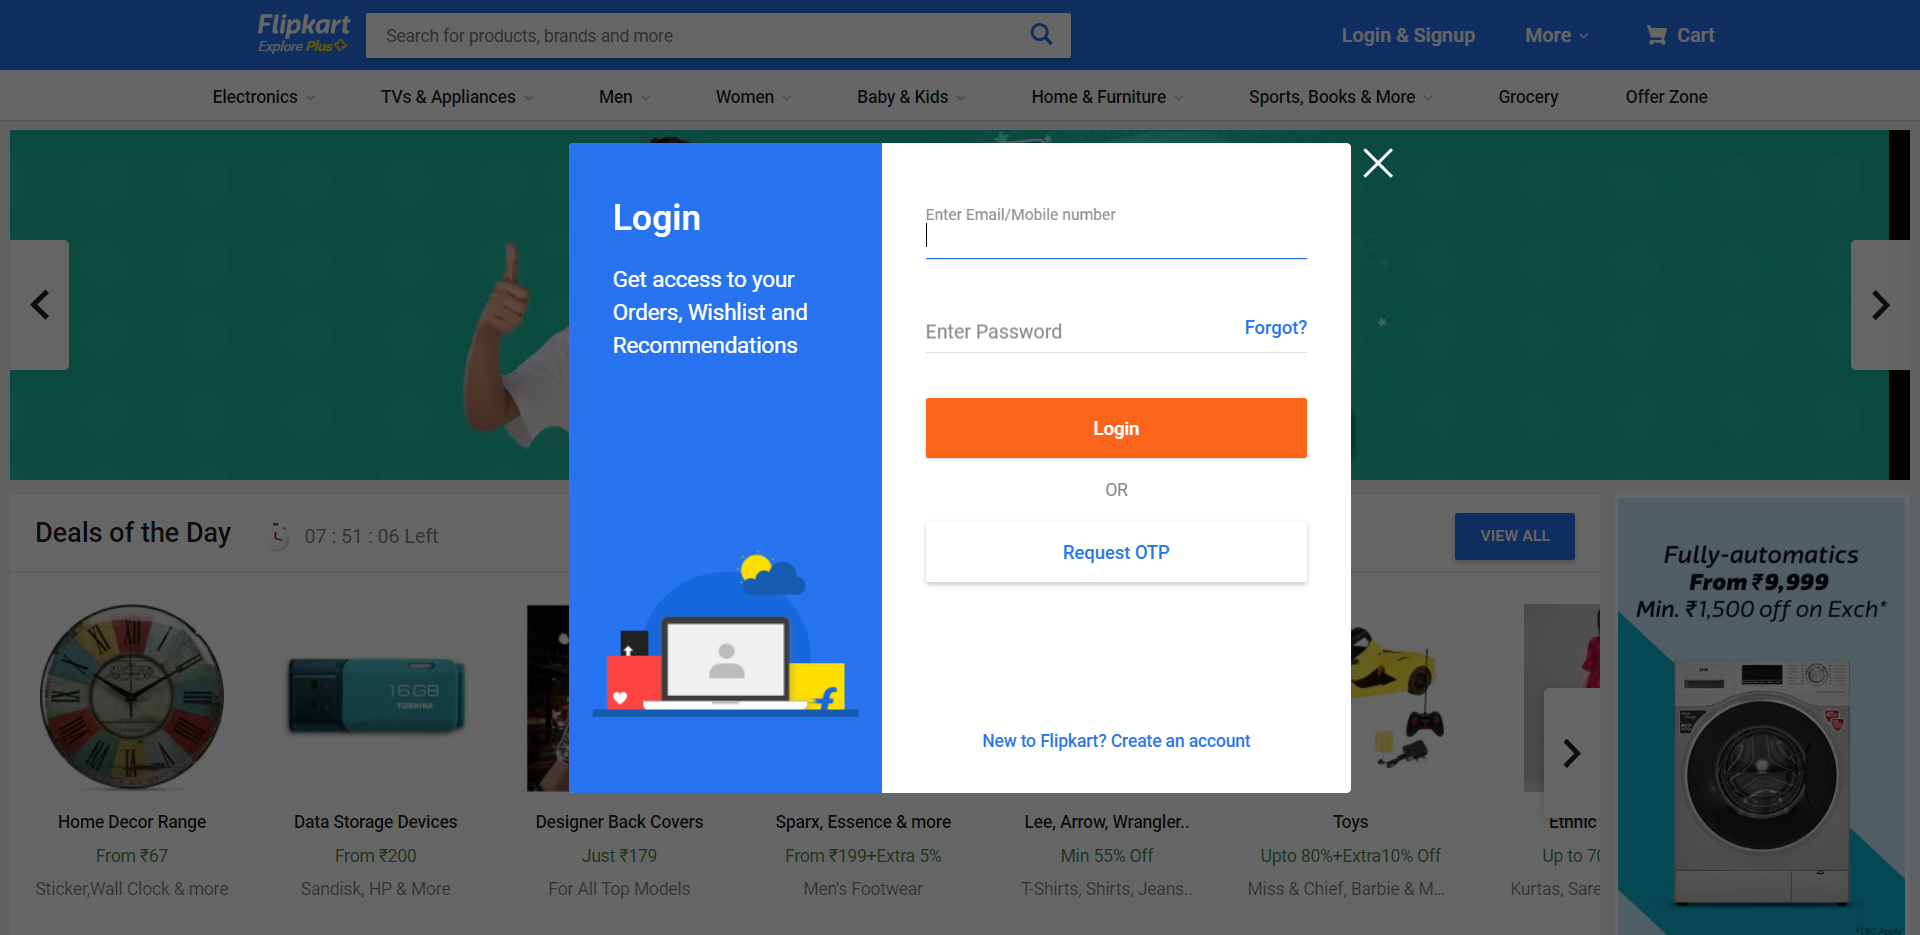 Flipkart
Explore Plus
Search for products, brands and more
Login & Signup
More
Cart
Electronics
TVs & Appliances
Men
Women
Baby & Kids
Home & Furniture
Sports, Books & More
Grocery
Offer Zone
Login
Get access to your
Orders, Wishlist and
Recommendations
Enter Email/Mobile number
Enter Password
Forgot?
Login
OR
Request OTP
New to Flipkart? Create an account
Deals of the Day
07 : 51 : 06 Left
VIEW ALL
16GB
TOSHIBA
Home Decor Range
From ₹67
Sticker,Wall Clock & more
Data Storage Devices
From ₹200
Sandisk, HP & More
Designer Back Covers
Just ₹179
For All Top Models
Sparx, Essence & more
From ₹199+Extra 5%
Men's Footwear
Lee, Arrow, Wrangler..
Min 55% Off
T-Shirts, Shirts, Jeans..
Toys
Upto 80%+Extra10% Off
Miss & Chief, Barbie & M...
Ethnic
Up to 70
Kurtas, Sare
Fully-automatics
From ₹9,999
Min. ₹1,500 off on Exch*
*T&C Apply